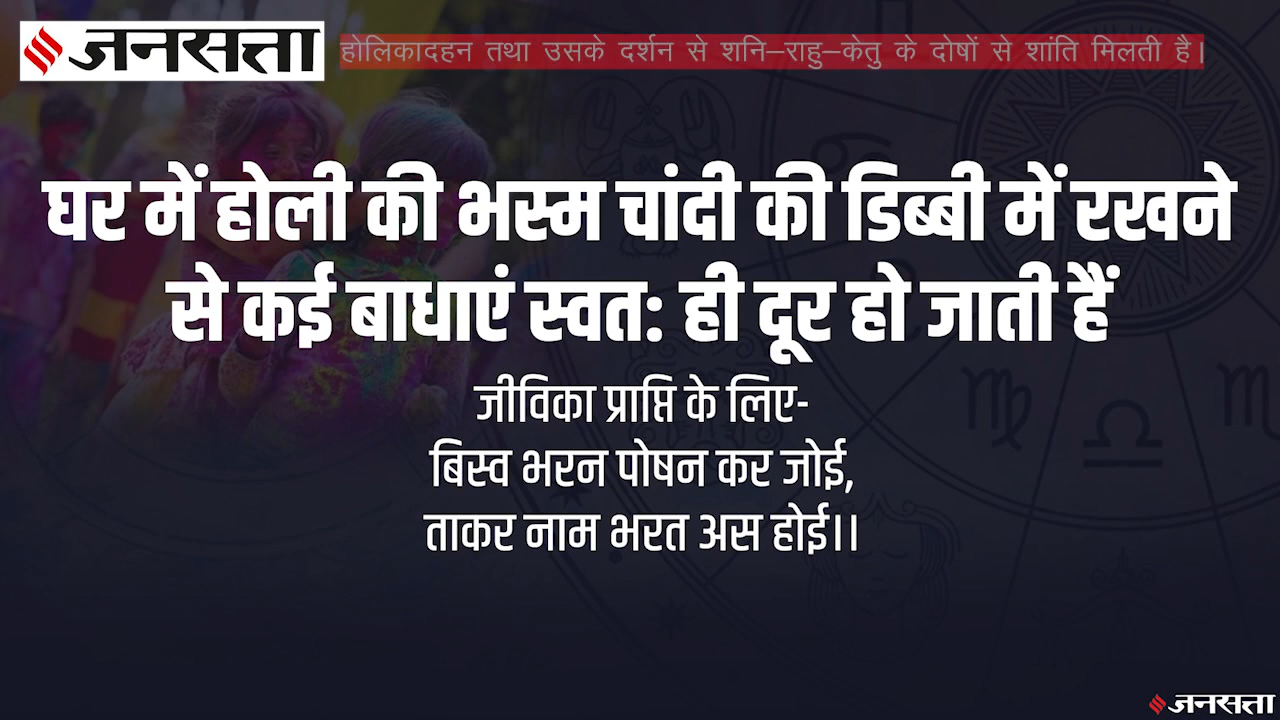 जनसत्ता
होलिकादहन तथा उसके दर्शन से शनि–राहु–केतु के दोषों से शांति मिलती है।
घर में होली की भस्म चांदी की डिब्बी में रखने
से कई बाधाएं स्वत: ही दूर हो जाती हैं
जीविका प्राप्ति के लिए-
बिस्व भरन पोषन कर जोई,
ताकर नाम भरत अस होई।।
जनसत्ता